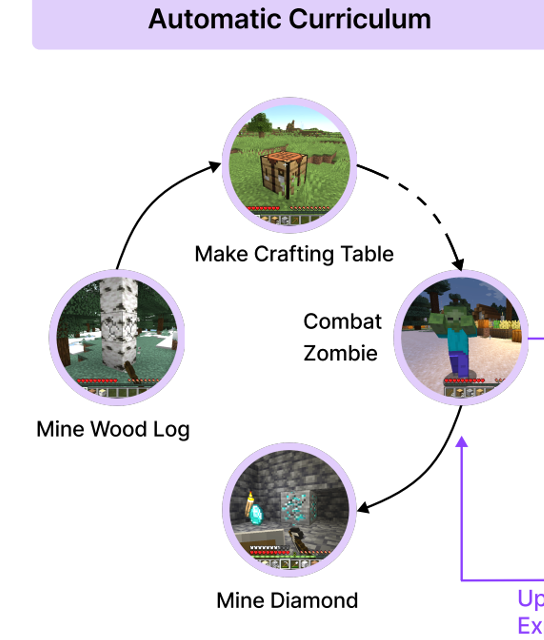 Automatic Curriculum
Make Crafting Table
Combat
Zombie
Mine Wood Log
Mine Diamond
Up
Ex